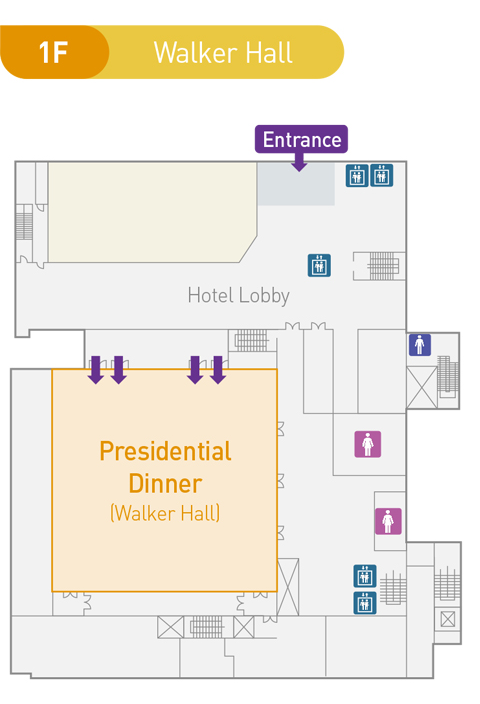 1F
Walker Hall
Entrance
Hotel Lobby
Presidential
Dinner
(Walker Hall)